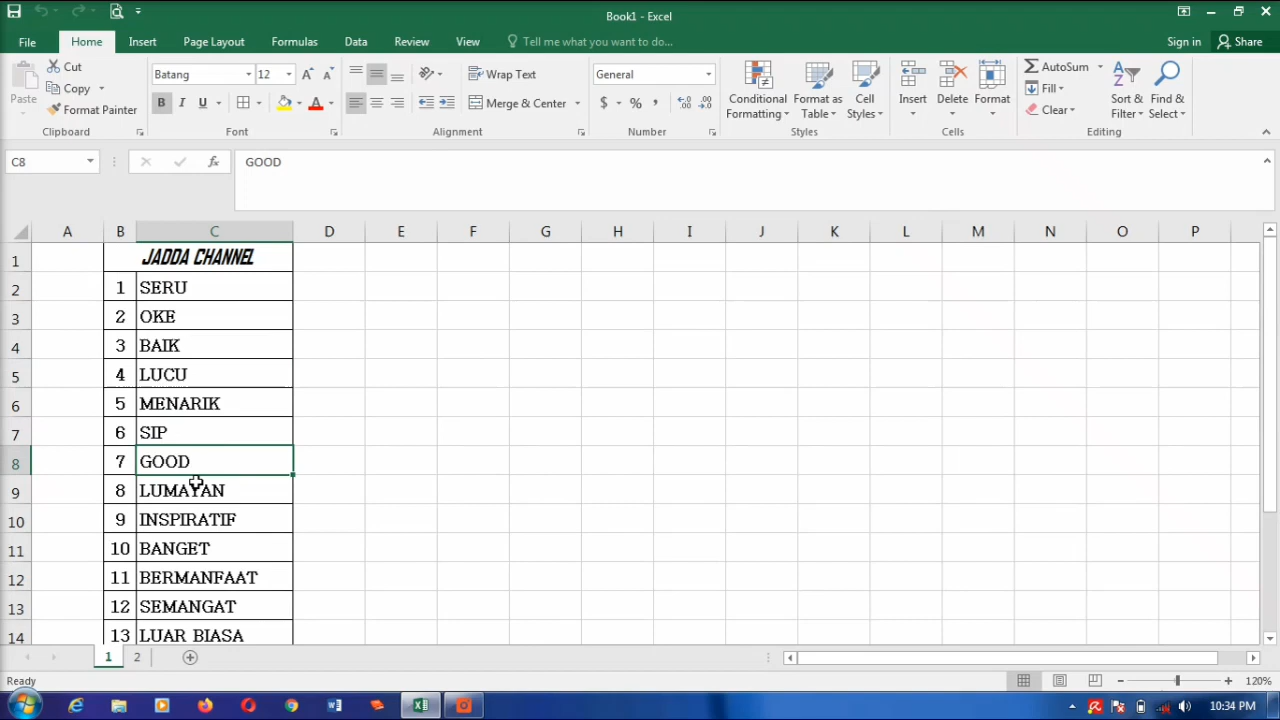 Book1 - Excel
File Home Insert Page Layout Formulas Data Review View Tell me what you want to do... Sign in Share
Cut
Copy
Format Painter
Paste
Clipboard
Batang 12
B I U
Font
Wrap Text
Merge & Center
Alignment
General
$ % ,
Number
Conditional Formatting
Format as Table
Cell Styles
Styles
Insert Delete Format
Cells
AutoSum
Fill
Clear
Sort & Filter
Find & Select
Editing
C8 fx GOOD
A B C D E F G H I J K L M N O P
1 JADDA CHANNEL
2 1 SERU
3 2 OKE
4 3 BAIK
5 4 LUCU
6 5 MENARIK
7 6 SIP
8 7 GOOD
9 8 LUMAYAN
10 9 INSPIRATIF
11 10 BANGET
12 11 BERMANFAAT
13 12 SEMANGAT
14 13 LUAR BIASA
1 2
Ready 120%
10:34 PM